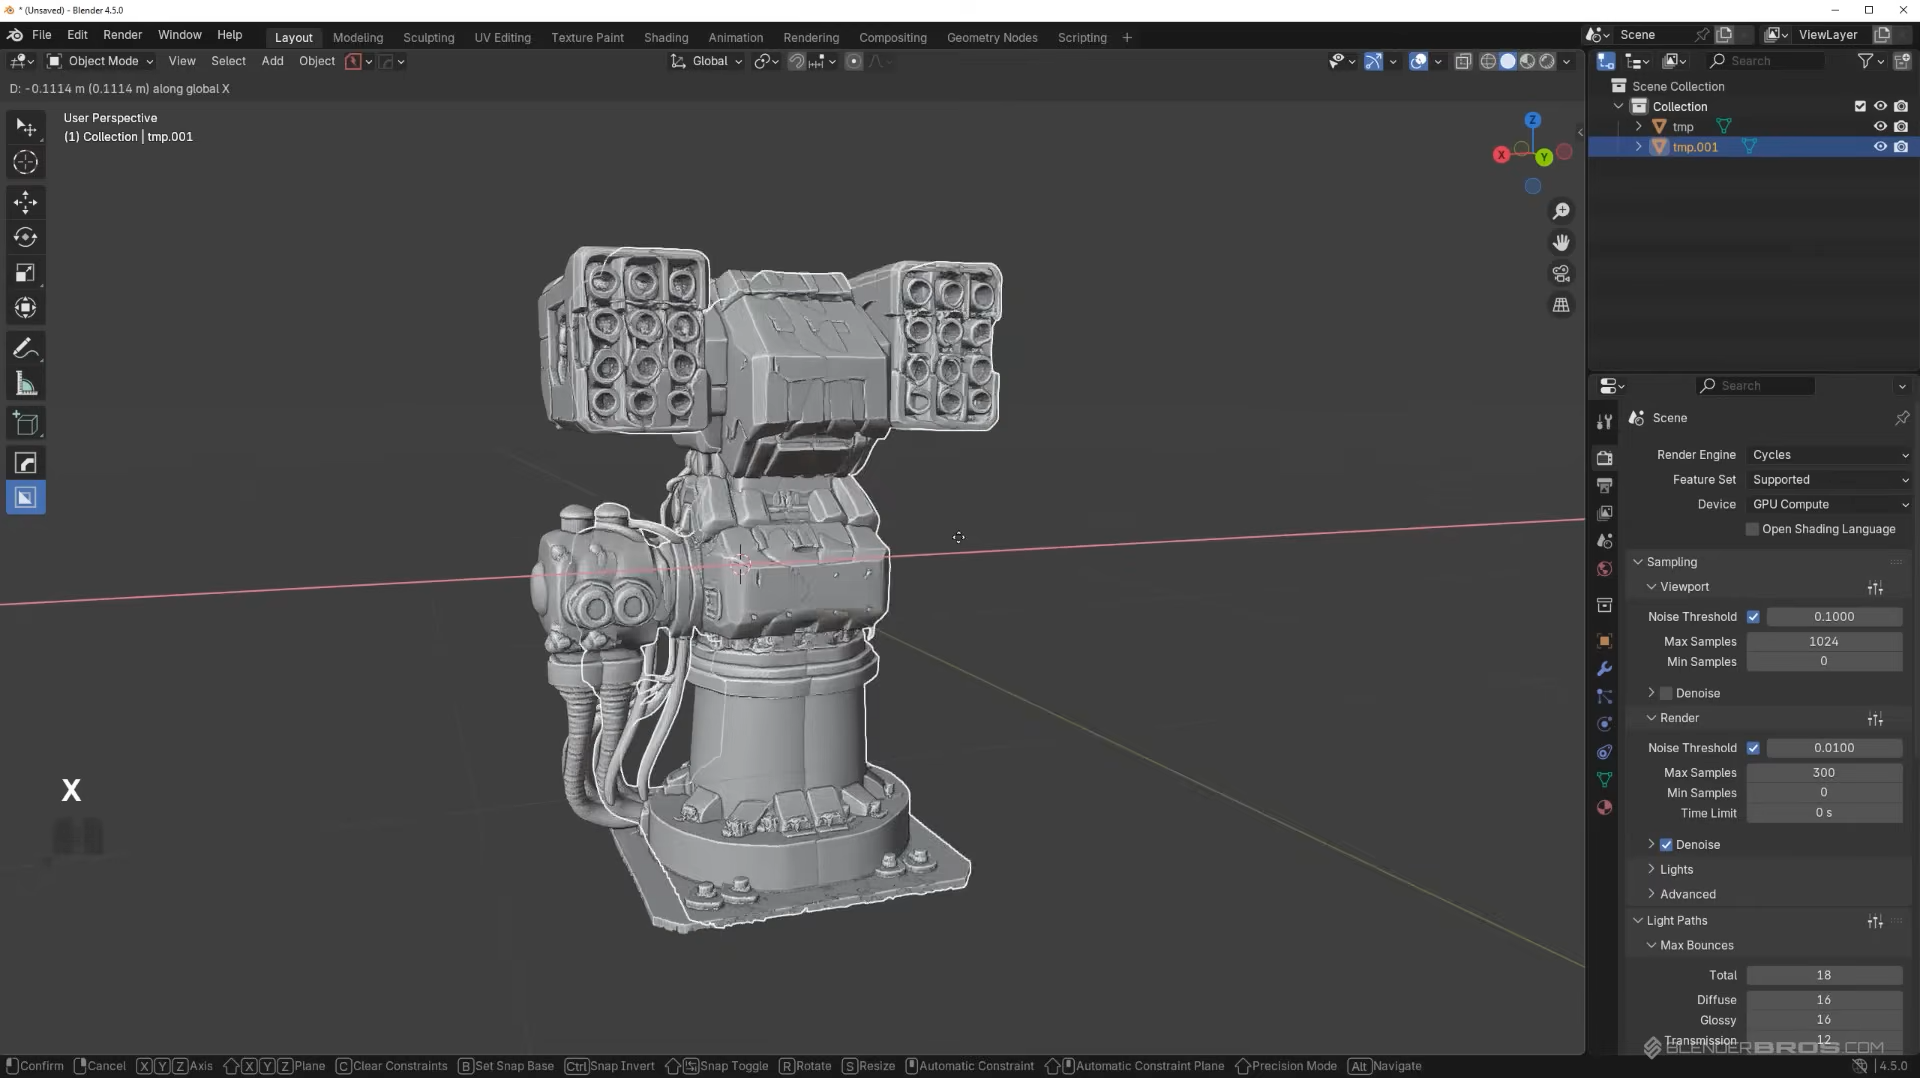 * (Unsaved) - Blender 4.5.0
File Edit Render Window Help Layout Modeling Sculpting UV Editing Texture Paint Shading Animation Rendering Compositing Geometry Nodes Scripting + Scene ViewLayer
Object Mode View Select Add Object Global Search
D: -0.1114 m (0.1114 m) along global X
Scene Collection
Collection
User Perspective
(1) Collection | tmp.001
tmp
tmp.001
Z
X Y
Search
Scene
Render Engine Cycles
Feature Set Supported
Device GPU Compute
Open Shading Language
Sampling
Viewport
Noise Threshold 0.1000
Max Samples 1024
Min Samples 0
Denoise
Render
Noise Threshold 0.0100
Max Samples 300
Min Samples 0
Time Limit 0 s
Denoise
Lights
Advanced
Light Paths
Max Bounces
Total 18
Diffuse 16
Glossy 16
Transmission 12
X
BLENDERBROS.COM
Confirm Cancel X Y Z Axis X Y Z Plane C Clear Constraints B Set Snap Base Ctrl Snap Invert Snap Toggle R Rotate S Resize Automatic Constraint Automatic Constraint Plane Precision Mode Alt Navigate 4.5.0